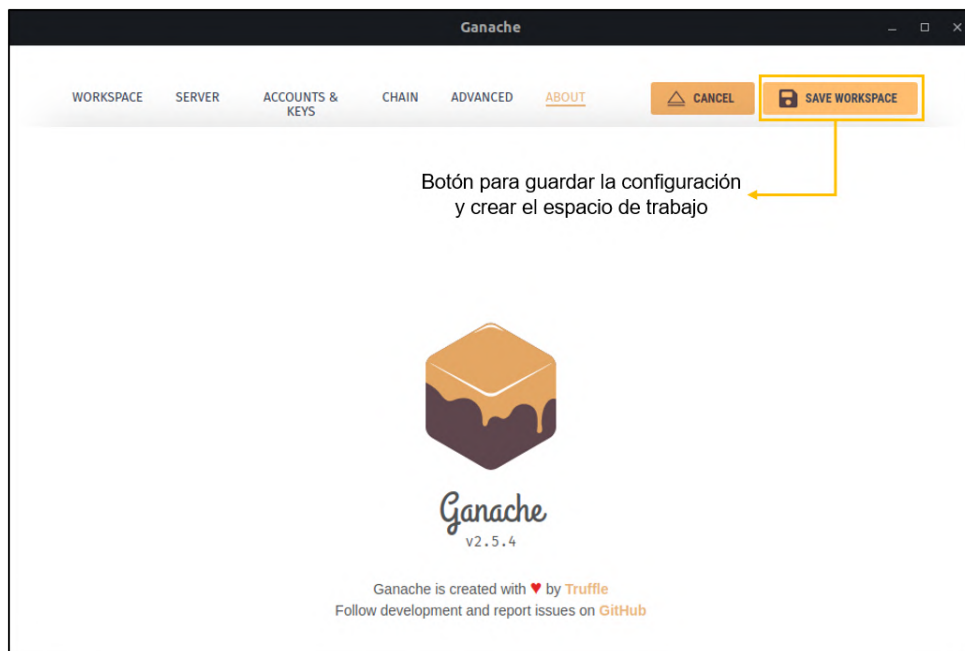 Ganache
WORKSPACE SERVER ACCOUNTS & CHAIN ADVANCED ABOUT CANCEL SAVE WORKSPACE
KEYS
Botón para guardar la configuración
y crear el espacio de trabajo
Ganache
v2.5.4
Ganache is created with ♥ by Truffle
Follow development and report issues on GitHub